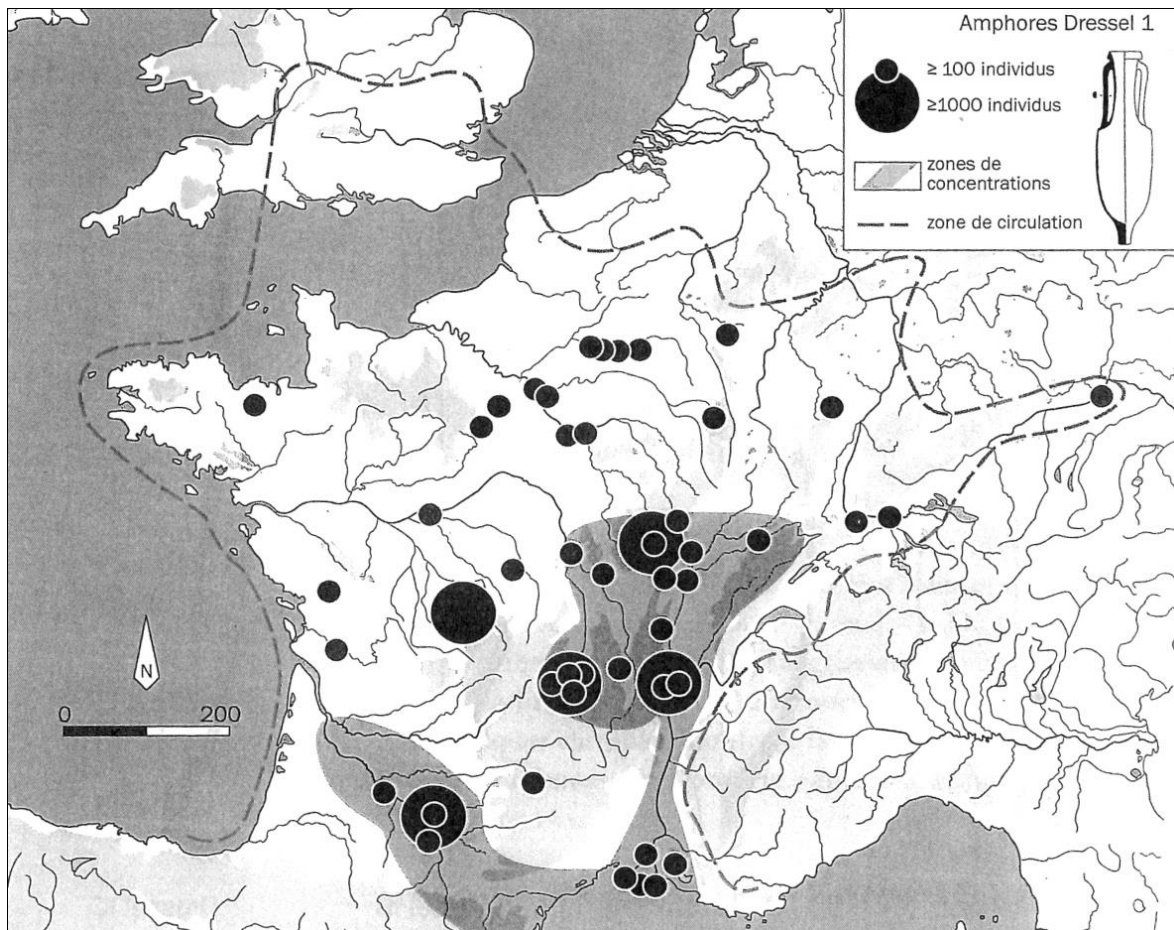 Amphores Dressel 1
≥ 100 individus
≥1000 individus
zones de
concentrations
zone de circulation
N
0 200